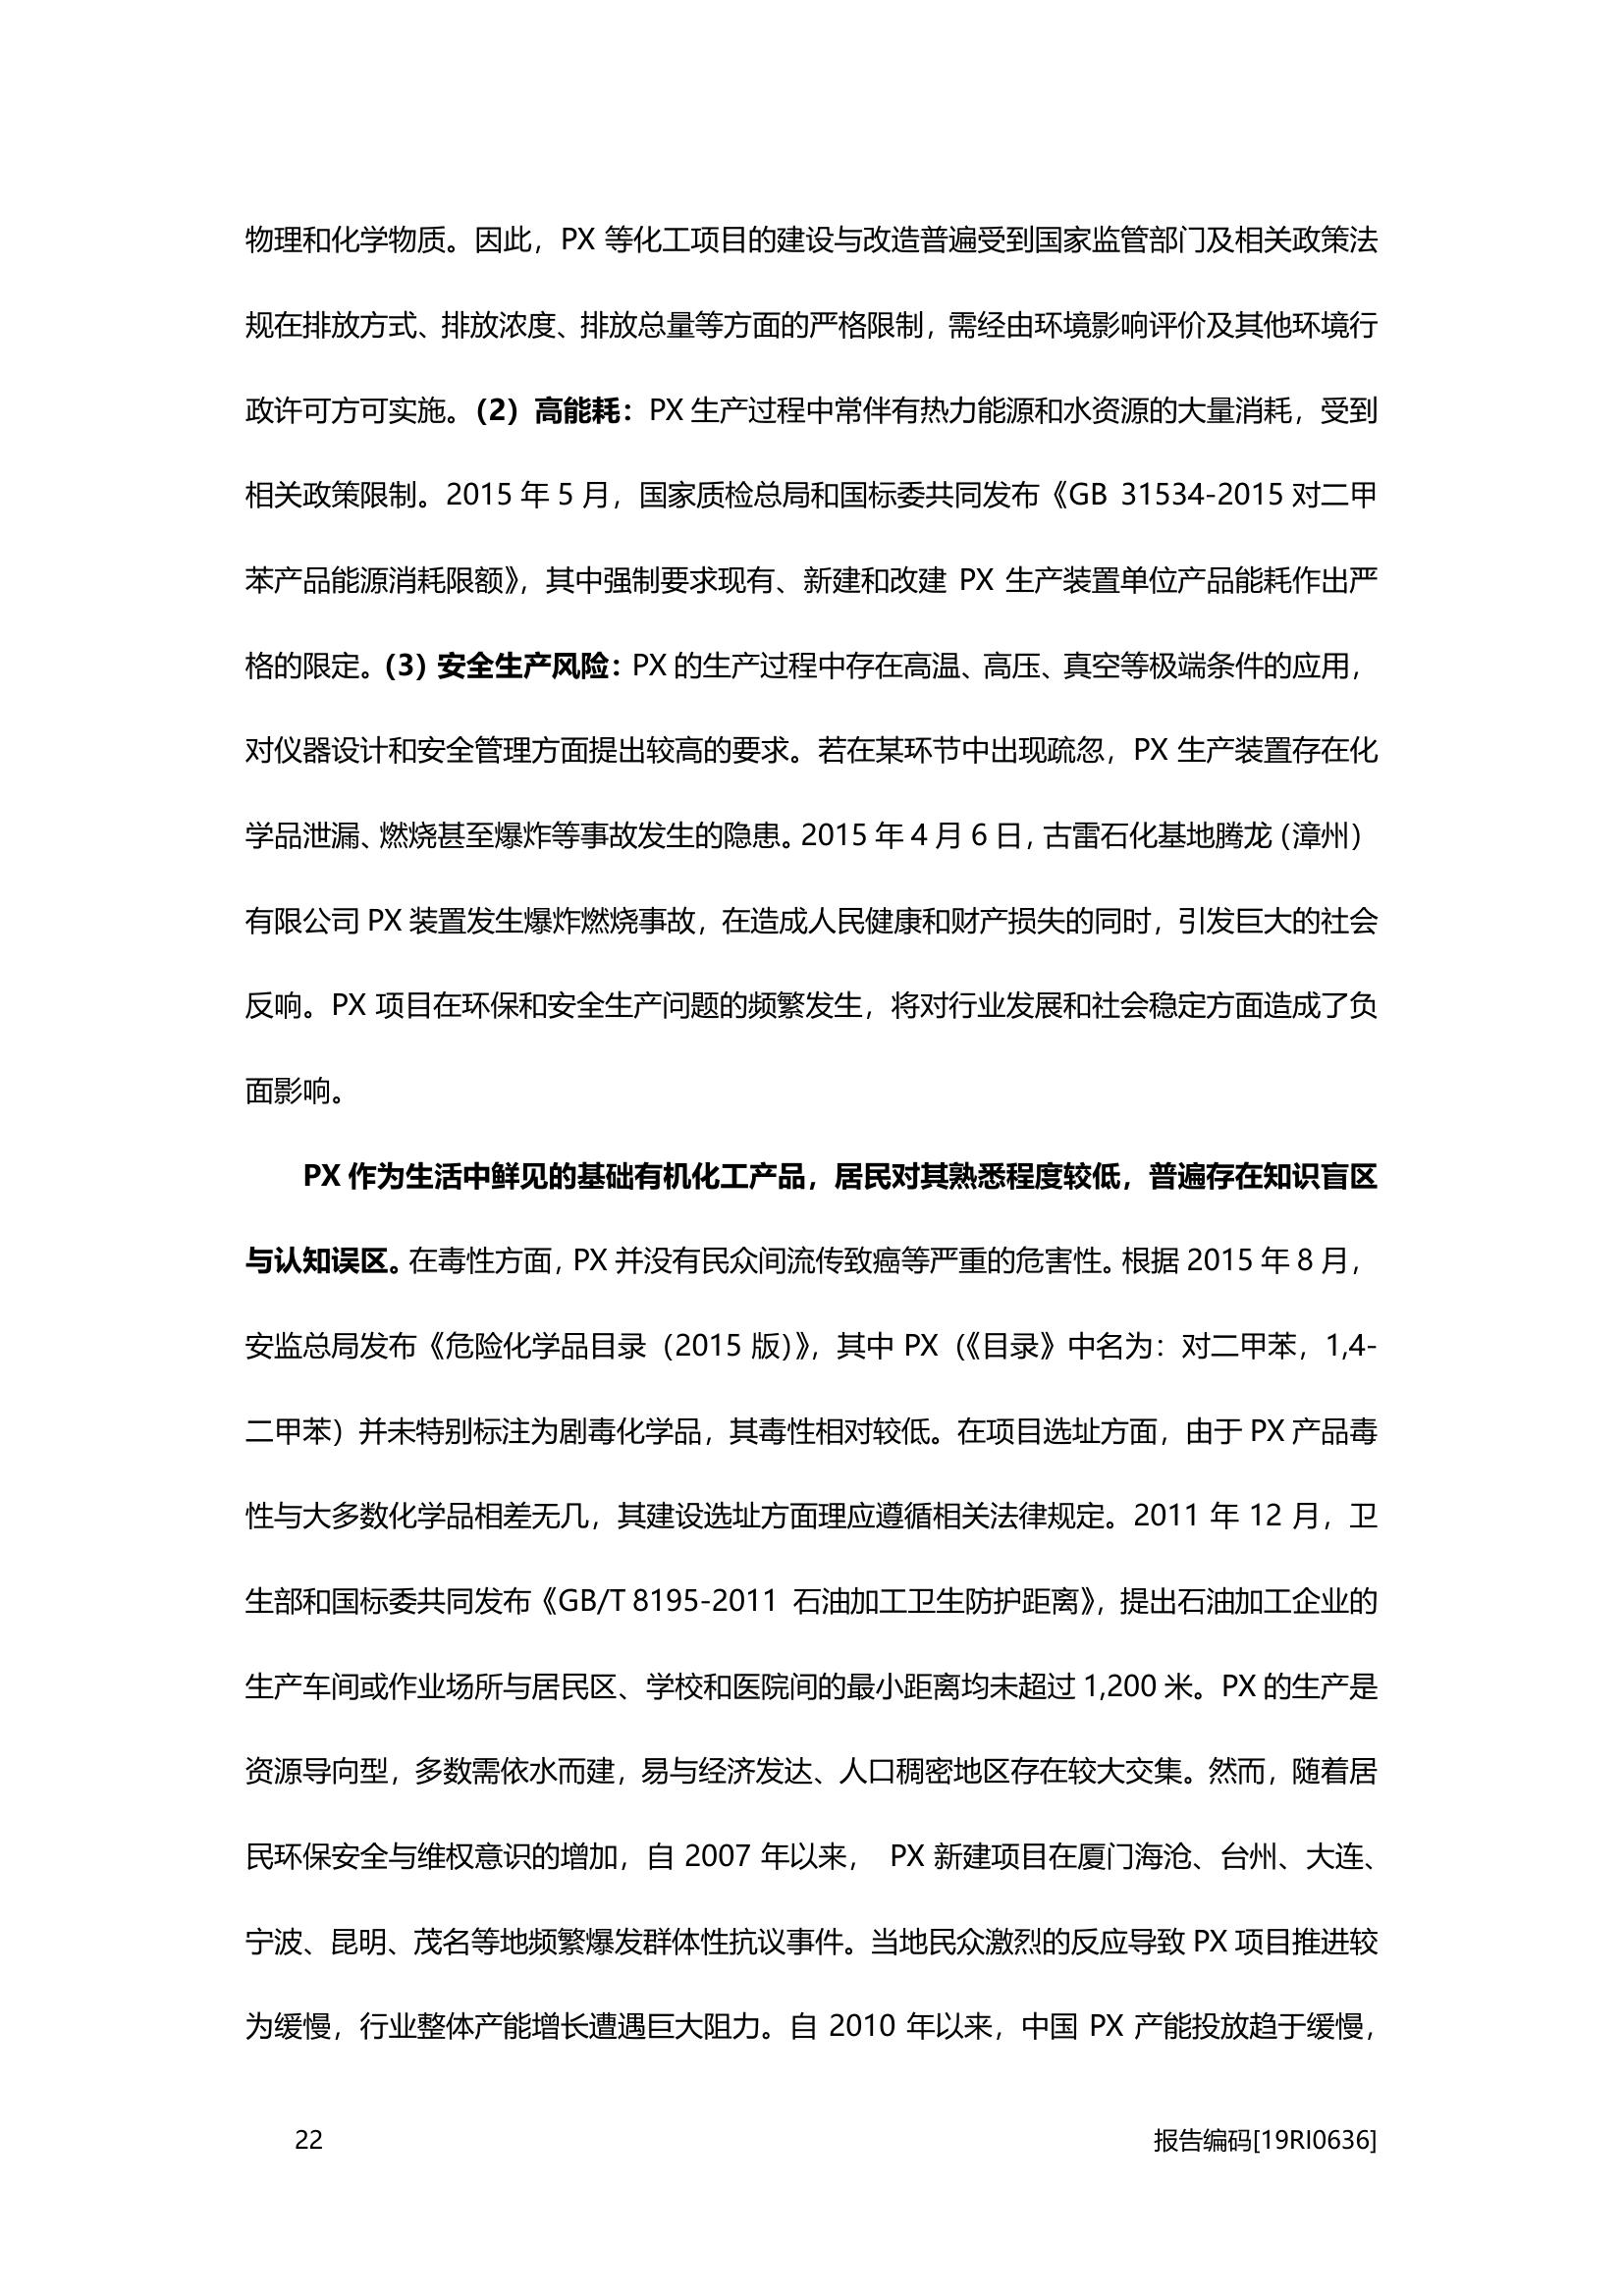 物理和化学物质。因此，PX 等化工项目的建设与改造普遍受到国家监管部门及相关政策法
规在排放方式、排放浓度、排放总量等方面的严格限制，需经由环境影响评价及其他环境行
政许可方可实施。（2）高能耗：PX 生产过程中常伴有热力能源和水资源的大量消耗，受到
相关政策限制。2015 年 5 月，国家质检总局和国标委共同发布《GB 31534-2015 对二甲
苯产品能源消耗限额》，其中强制要求现有、新建和改建 PX 生产装置单位产品能耗作出严
格的限定。（3）安全生产风险：PX 的生产过程中存在高温、高压、真空等极端条件的应用，
对仪器设计和安全管理方面提出较高的要求。若在某环节中出现疏忽，PX 生产装置存在化
学品泄漏、燃烧甚至爆炸等事故发生的隐患。2015 年 4 月 6 日，古雷石化基地腾龙（漳州）
有限公司 PX 装置发生爆炸燃烧事故，在造成人民健康和财产损失的同时，引发巨大的社会
反响。PX 项目在环保和安全生产问题的频繁发生，将对行业发展和社会稳定方面造成了负
面影响。
PX 作为生活中鲜见的基础有机化工产品，居民对其熟悉程度较低，普遍存在知识盲区
与认知误区。在毒性方面，PX 并没有民众间流传致癌等严重的危害性。根据 2015 年 8 月，
安监总局发布《危险化学品目录（2015 版）》，其中 PX（《目录》中名为：对二甲苯，1,4-
二甲苯）并未特别标注为剧毒化学品，其毒性相对较低。在项目选址方面，由于 PX 产品毒
性与大多数化学品相差无几，其建设选址方面理应遵循相关法律规定。2011 年 12 月，卫
生部和国标委共同发布《GB/T 8195-2011 石油加工卫生防护距离》，提出石油加工企业的
生产车间或作业场所与居民区、学校和医院间的最小距离均未超过 1,200 米。PX 的生产是
资源导向型，多数需依水而建，易与经济发达、人口稠密地区存在较大交集。然而，随着居
民环保安全与维权意识的增加，自 2007 年以来， PX 新建项目在厦门海沧、台州、大连、
宁波、昆明、茂名等地频繁爆发群体性抗议事件。当地民众激烈的反应导致 PX 项目推进较
为缓慢，行业整体产能增长遭遇巨大阻力。自 2010 年以来，中国 PX 产能投放趋于缓慢，
22 报告编码[19RI0636]